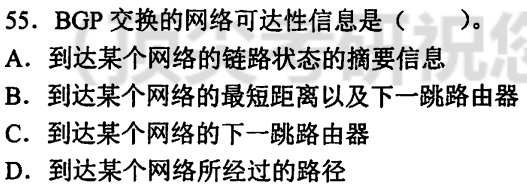 55. BGP 交换的网络可达性信息是（　　）。
A. 到达某个网络的链路状态的摘要信息
B. 到达某个网络的最短距离以及下一跳路由器
C. 到达某个网络的下一跳路由器
D. 到达某个网络所经过的路径